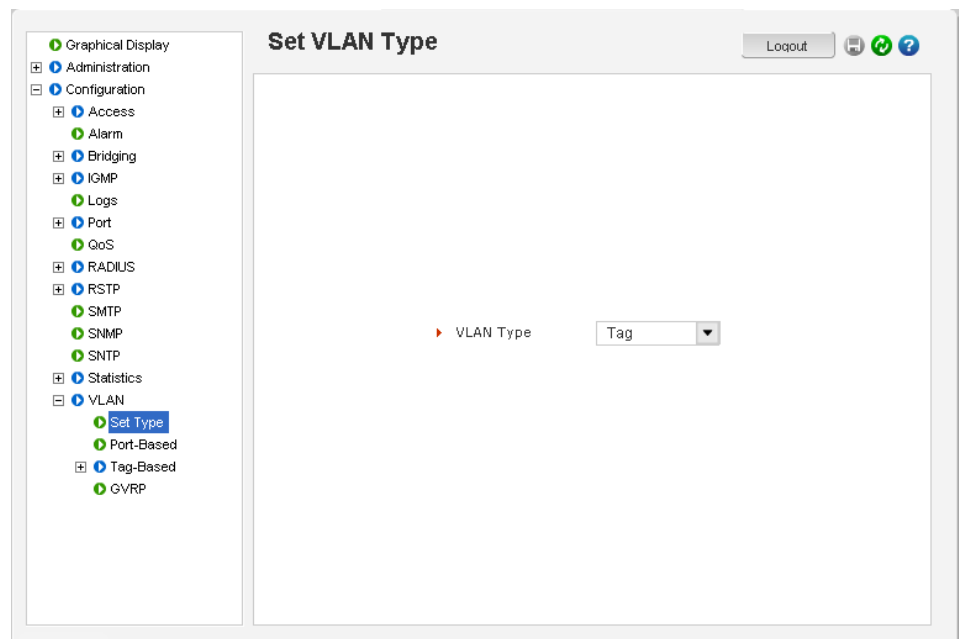 Graphical Display
Administration
Configuration
Access
Alarm
Bridging
IGMP
Logs
Port
QoS
RADIUS
RSTP
SMTP
SNMP
SNTP
Statistics
VLAN
Set Type
Port-Based
Tag-Based
GVRP
Set VLAN Type
Logout
VLAN Type
Tag